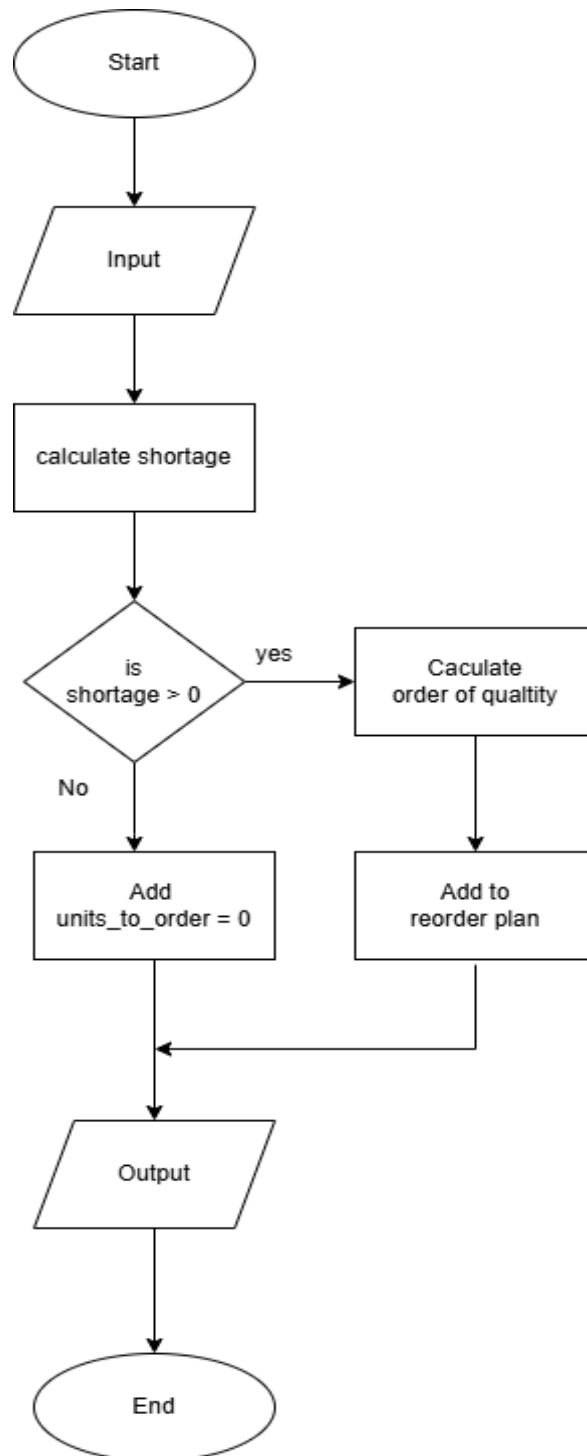 Start
Input
calculate shortage
is
shortage > 0
yes
Caculate
order of qualtity
No
Add
units_to_order = 0
Add to
reorder plan
Output
End